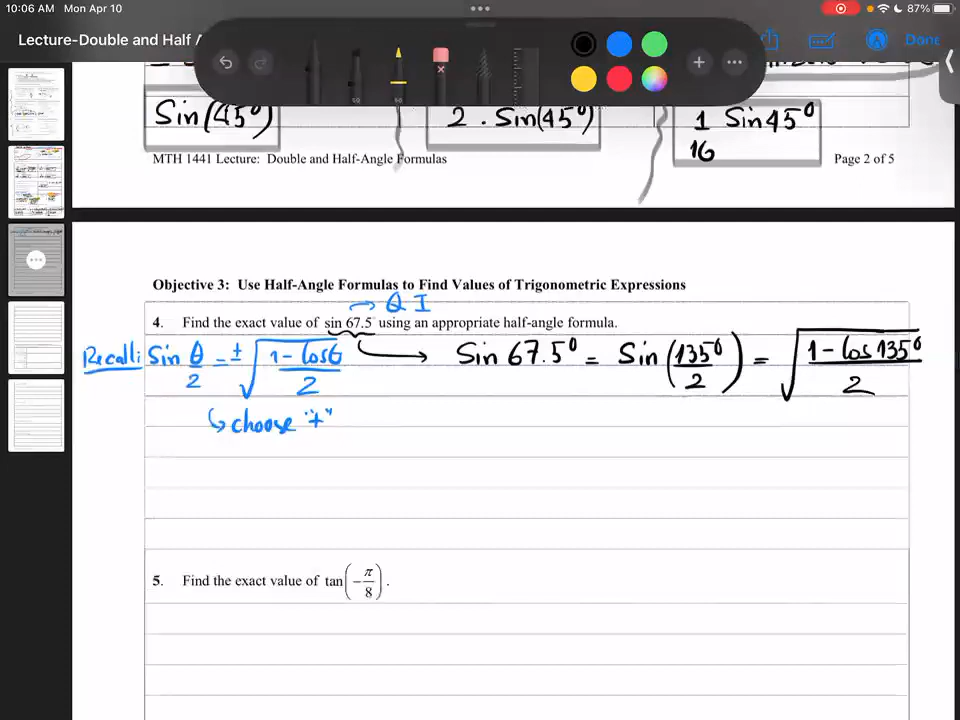 10:06 AM Mon Apr 10
87%
Lecture-Double and Half A
Done
Sin(45°)
2 · Sin(45°)
1 Sin45°
16
MTH 1441 Lecture: Double and Half-Angle Formulas
Page 2 of 5
Objective 3: Use Half-Angle Formulas to Find Values of Trigonometric Expressions
→ Q I
4. Find the exact value of sin 67.5° using an appropriate half-angle formula.
Recall: Sin θ/2 = ± √((1 - Cosθ)/2) → Sin 67.5° = Sin (135°/2) = √((1 - Cos 135°)/2)
↳ choose "+"
5. Find the exact value of tan(-π/8).